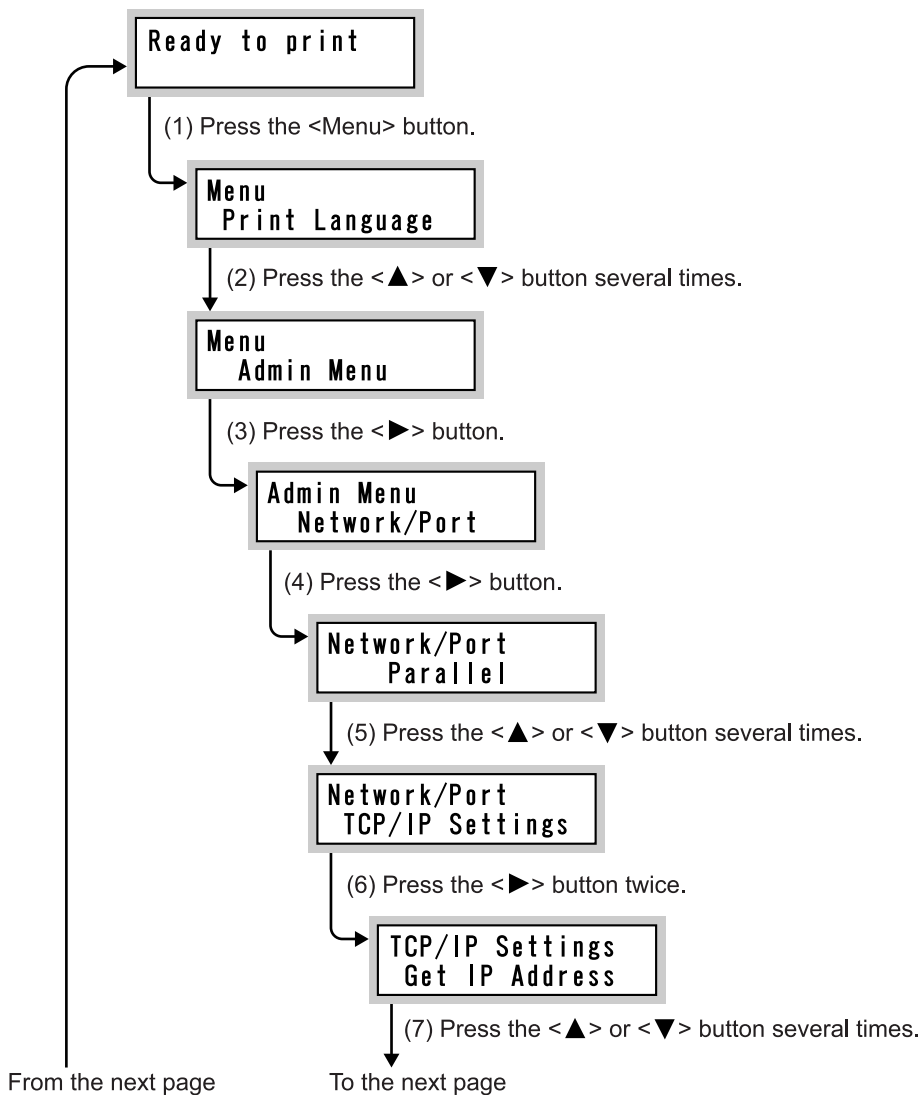 Ready to print
(1) Press the <Menu> button.
Menu
Print Language
(2) Press the <▲> or <▼> button several times.
Menu
Admin Menu
(3) Press the <▶> button.
Admin Menu
Network/Port
(4) Press the <▶> button.
Network/Port
Parallel
(5) Press the <▲> or <▼> button several times.
Network/Port
TCP/IP Settings
(6) Press the <▶> button twice.
TCP/IP Settings
Get IP Address
(7) Press the <▲> or <▼> button several times.
From the next page
To the next page